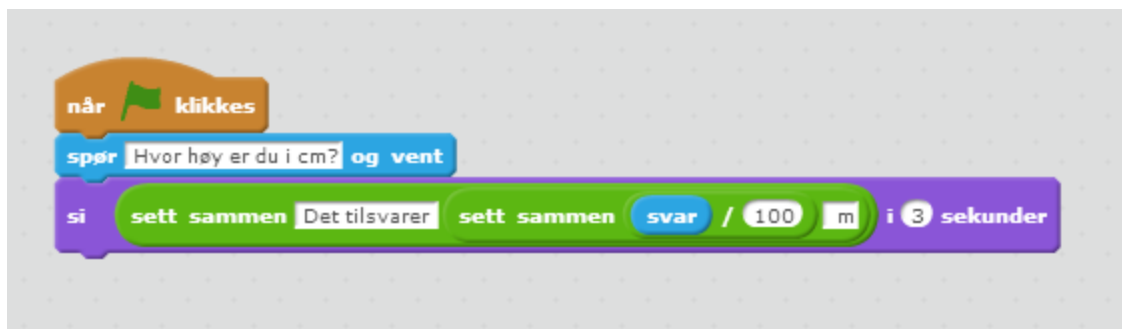 når klikkes
spør Hvor høy er du i cm? og vent
si sett sammen Det tilsvarer sett sammen svar / 100 m i 3 sekunder